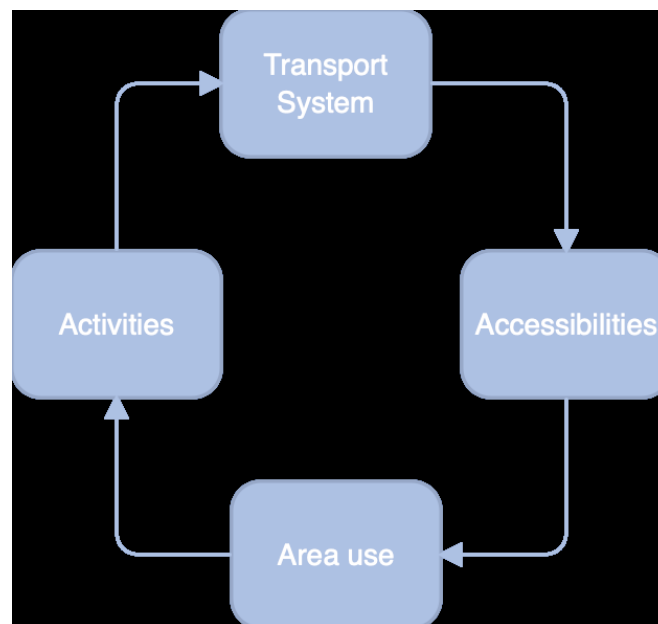 Transport
System
Activities
Accessibilities
Area use